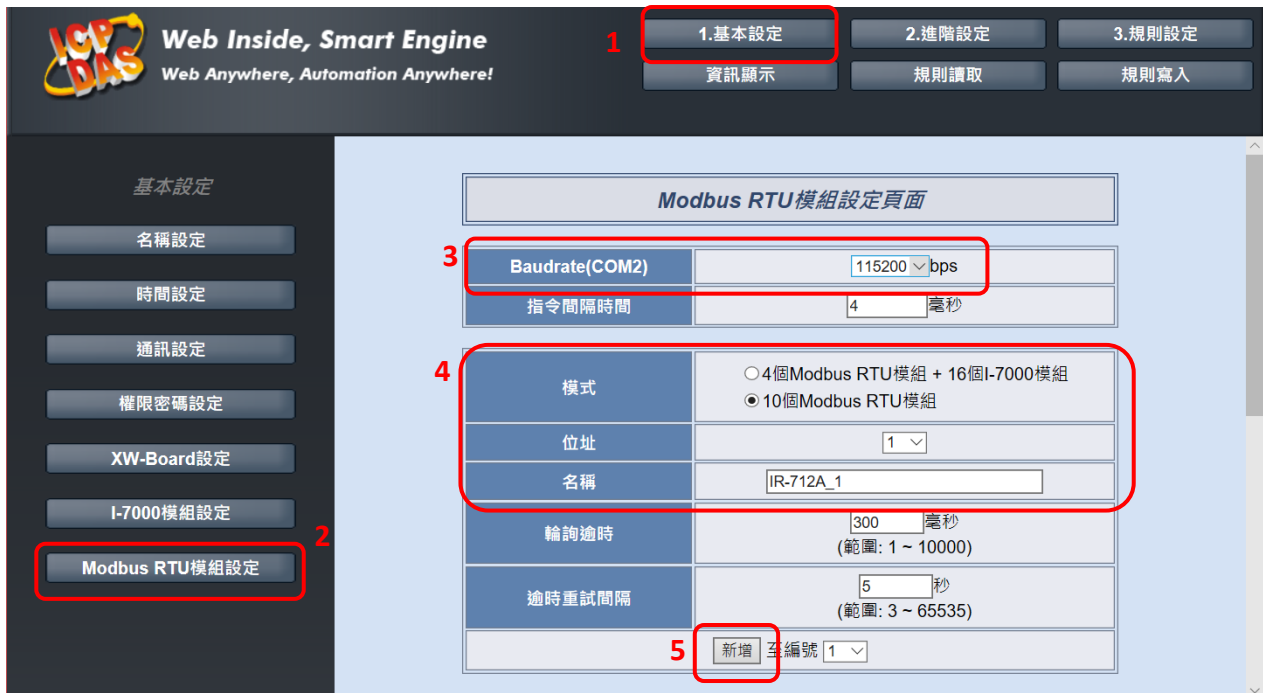 ICP DAS
Web Inside, Smart Engine
Web Anywhere, Automation Anywhere!
1
1.基本設定
2.進階設定
3.規則設定
資訊顯示
規則讀取
規則寫入
基本設定
名稱設定
時間設定
通訊設定
權限密碼設定
XW-Board設定
I-7000模組設定
2
Modbus RTU模組設定
Modbus RTU模組設定頁面
3
Baudrate(COM2) 115200 bps
指令間隔時間 4 毫秒
4
模式
4個Modbus RTU模組 + 16個I-7000模組
10個Modbus RTU模組
位址 1
名稱 IR-712A_1
輪詢逾時 300 毫秒
(範圍: 1 ~ 10000)
逾時重試間隔 5 秒
(範圍: 3 ~ 65535)
5 新增 至編號 1